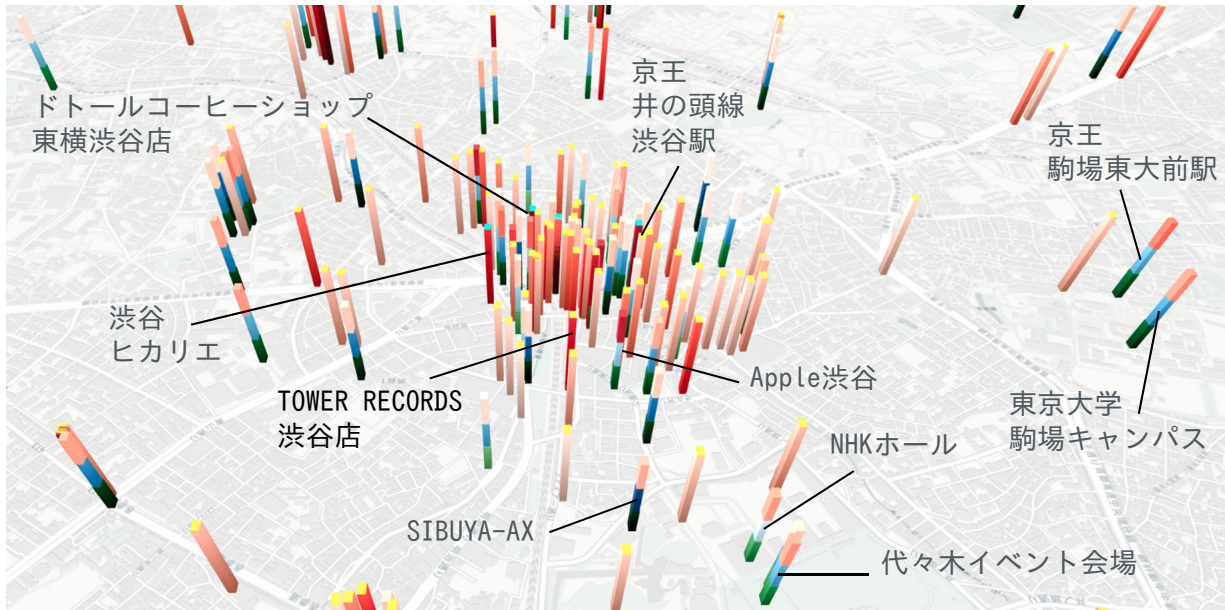 ドトールコーヒーショップ
東横渋谷店
京王
井の頭線
渋谷駅
京王
駒場東大前駅
渋谷
ヒカリエ
TOWER RECORDS
渋谷店
Apple渋谷
東京大学
駒場キャンパス
NHKホール
SIBUYA-AX
代々木イベント会場